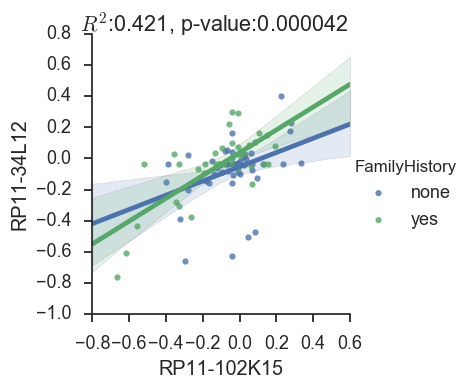 R²:0.421, p-value:0.000042
0.8
0.6
0.4
0.2
0.0
−0.2
−0.4
−0.6
−0.8
−1.0
RP11-34L12
FamilyHistory
none
yes
−0.8 −0.6 −0.4 −0.2 0.0 0.2 0.4 0.6
RP11-102K15